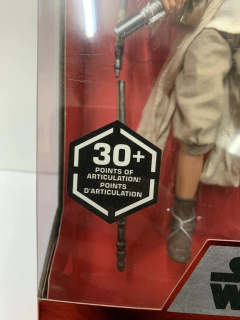 30+
POINTS OF
ARTICULATION!
POINTS
D'ARTICULATION